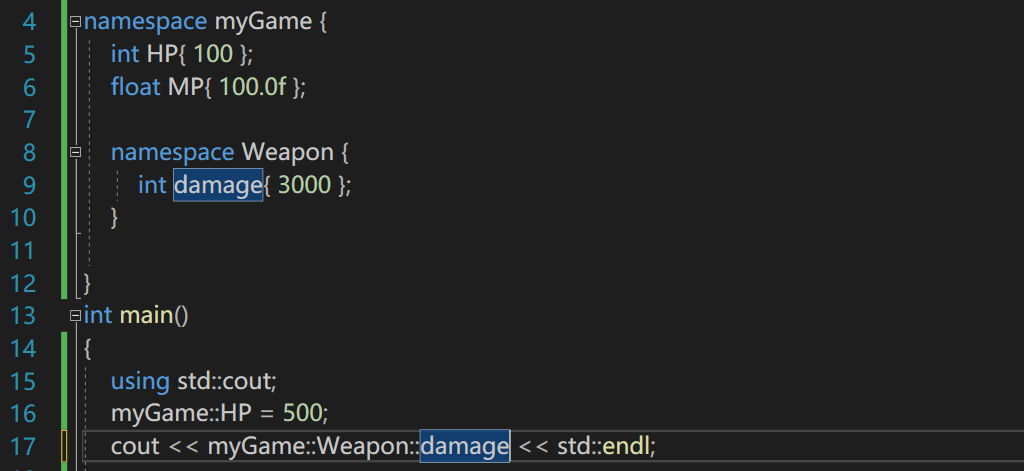 4 namespace myGame {
5 int HP{ 100 };
6 float MP{ 100.0f };
7
8 namespace Weapon {
9 int damage{ 3000 };
10 }
11
12 }
13 int main()
14 {
15 using std::cout;
16 myGame::HP = 500;
17 cout << myGame::Weapon::damage << std::endl;